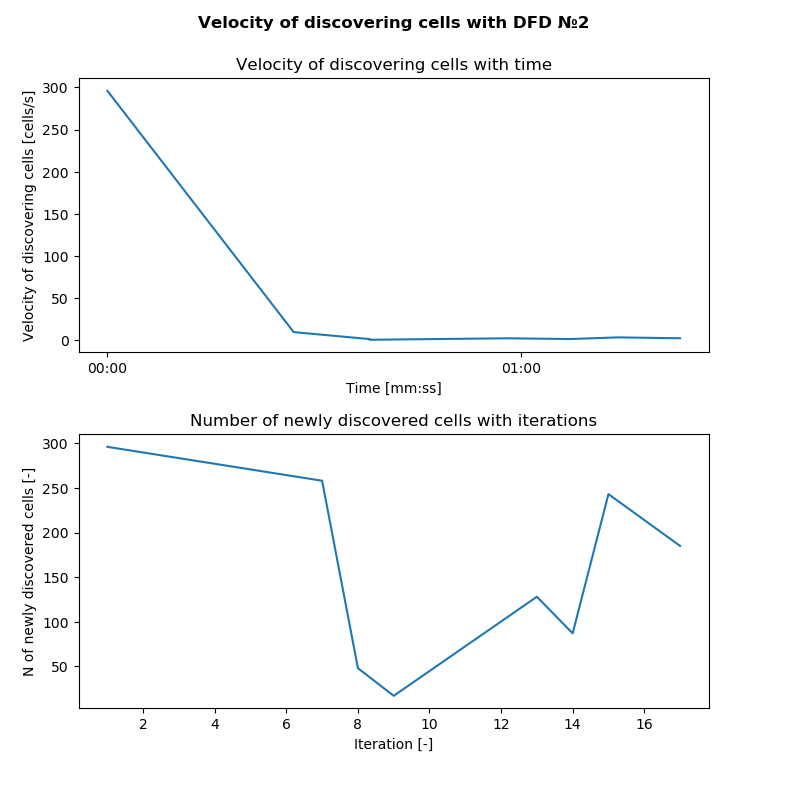 Velocity of discovering cells with DFD №2
Velocity of discovering cells with time
Velocity of discovering cells [cells/s]
300
250
200
150
100
50
0
00:00 01:00
Time [mm:ss]
Number of newly discovered cells with iterations
N of newly discovered cells [-]
300
250
200
150
100
50
2 4 6 8 10 12 14 16
Iteration [-]